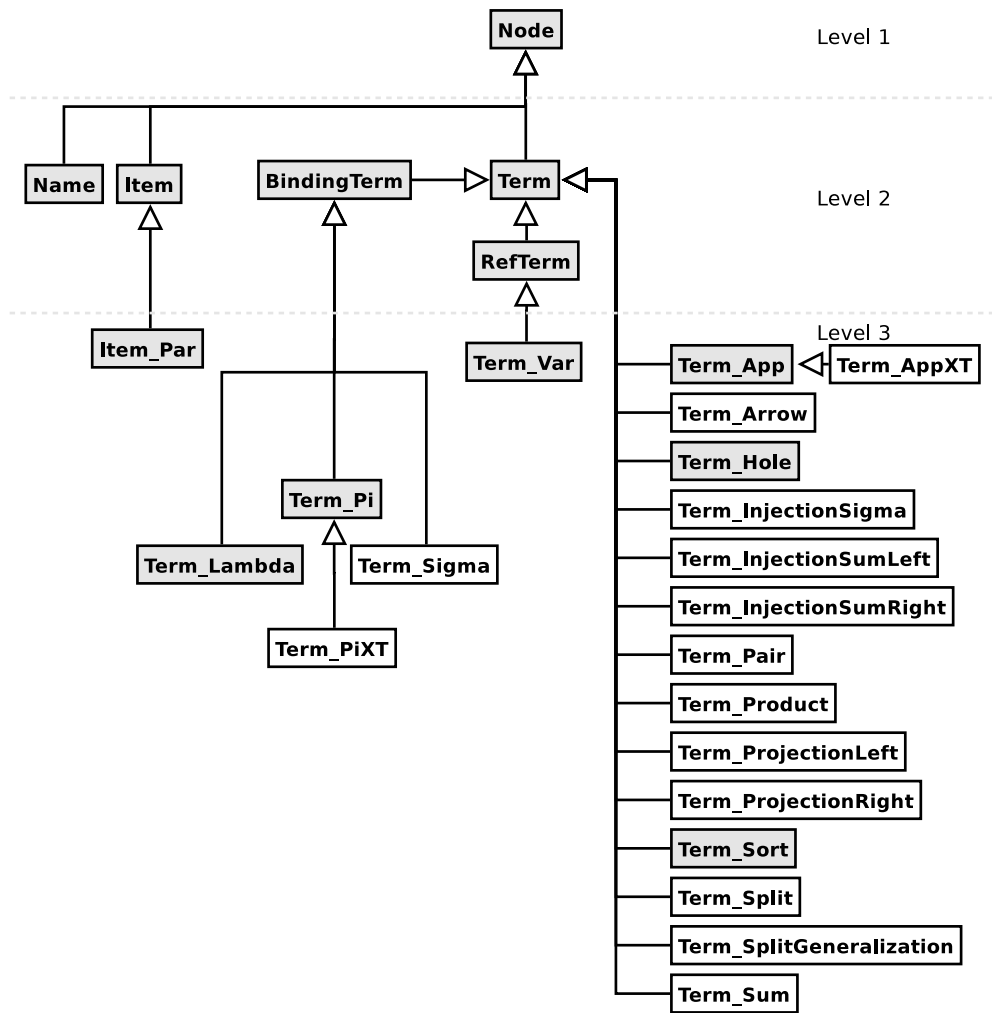 Node
Level 1
Name
Item
BindingTerm
Term
Level 2
RefTerm
Level 3
Item_Par
Term_Var
Term_App
Term_AppXT
Term_Arrow
Term_Hole
Term_Pi
Term_InjectionSigma
Term_Lambda
Term_Sigma
Term_InjectionSumLeft
Term_InjectionSumRight
Term_PiXT
Term_Pair
Term_Product
Term_ProjectionLeft
Term_ProjectionRight
Term_Sort
Term_Split
Term_SplitGeneralization
Term_Sum